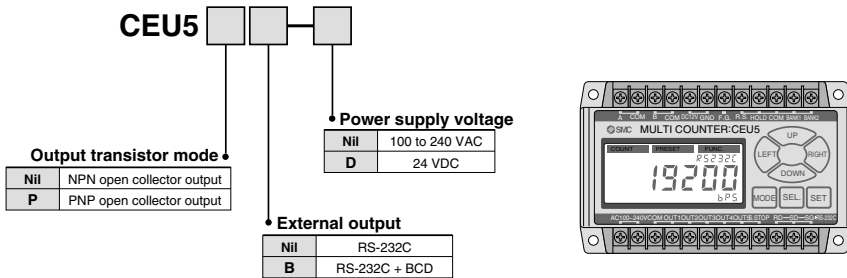 CEU5
Power supply voltage
Nil 100 to 240 VAC
D 24 VDC
Output transistor mode
Nil NPN open collector output
P PNP open collector output
External output
Nil RS-232C
B RS-232C + BCD
A COM B COM DC12V GND F.G. R.S. HOLD COM BANK1 BANK2
SMC MULTI COUNTER:CEU5
COUNT PRESET FUNC.
RS232C
19200
bPS
UP
LEFT RIGHT
DOWN
MODE SEL. SET
AC100-240V COM OUT1 OUT2 OUT3 OUT4 OUT5 B.STOP RD SD SG RS-232C